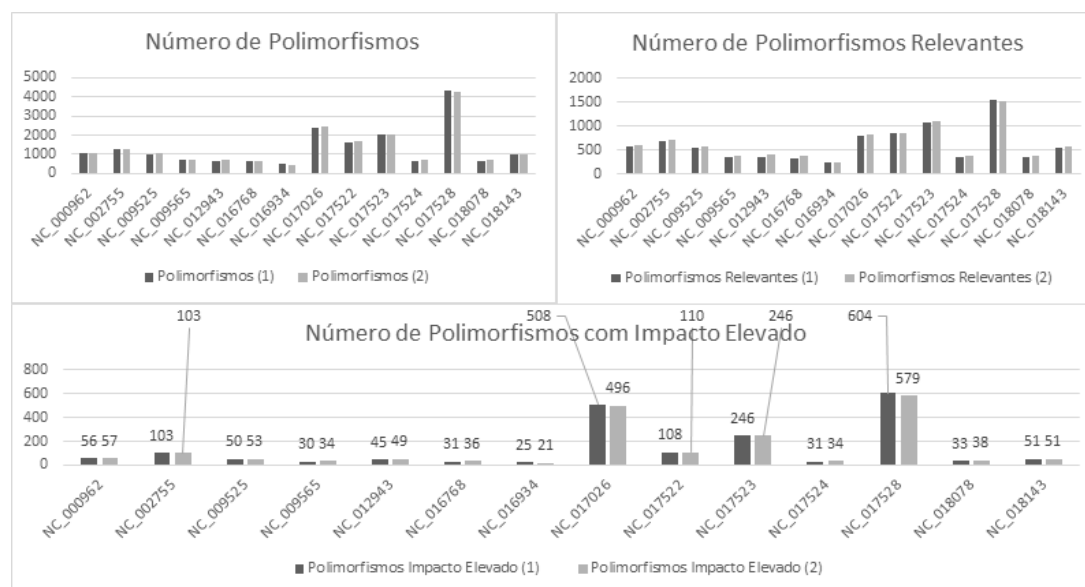 Número de Polimorfismos
5000
4000
3000
2000
1000
0
NC_000962
NC_002755
NC_009525
NC_009565
NC_012943
NC_016768
NC_016934
NC_017026
NC_017522
NC_017523
NC_017524
NC_017528
NC_018078
NC_018143
Polimorfismos (1) Polimorfismos (2)
Número de Polimorfismos Relevantes
2000
1500
1000
500
0
NC_000962
NC_002755
NC_009525
NC_009565
NC_012943
NC_016768
NC_016934
NC_017026
NC_017522
NC_017523
NC_017524
NC_017528
NC_018078
NC_018143
Polimorfismos Relevantes (1) Polimorfismos Relevantes (2)
103 508 110 246 604
Número de Polimorfismos com Impacto Elevado
800
600
400
200
0
56 57 103 50 53 30 34 45 49 31 36 25 21 496 108 246 31 34 579 33 38 51 51
NC_000962
NC_002755
NC_009525
NC_009565
NC_012943
NC_016768
NC_016934
NC_017026
NC_017522
NC_017523
NC_017524
NC_017528
NC_018078
NC_018143
Polimorfismos Impacto Elevado (1) Polimorfismos Impacto Elevado (2)